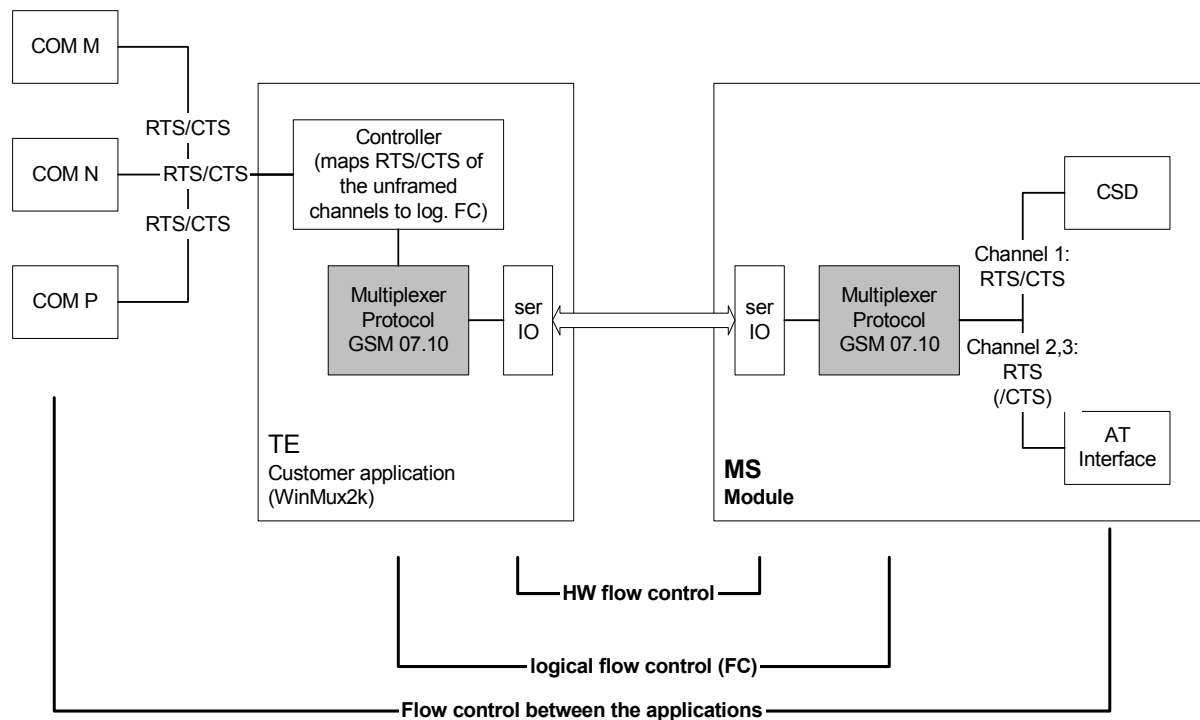 COM M
RTS/CTS
COM N
RTS/CTS
RTS/CTS
COM P
Controller
(maps RTS/CTS of
the unframed
channels to log. FC)
Multiplexer
Protocol
GSM 07.10
ser
IO
TE
Customer application
(WinMux2k)
ser
IO
Multiplexer
Protocol
GSM 07.10
CSD
Channel 1:
RTS/CTS
Channel 2,3:
RTS
(/CTS)
AT
Interface
MS
Module
HW flow control
logical flow control (FC)
Flow control between the applications